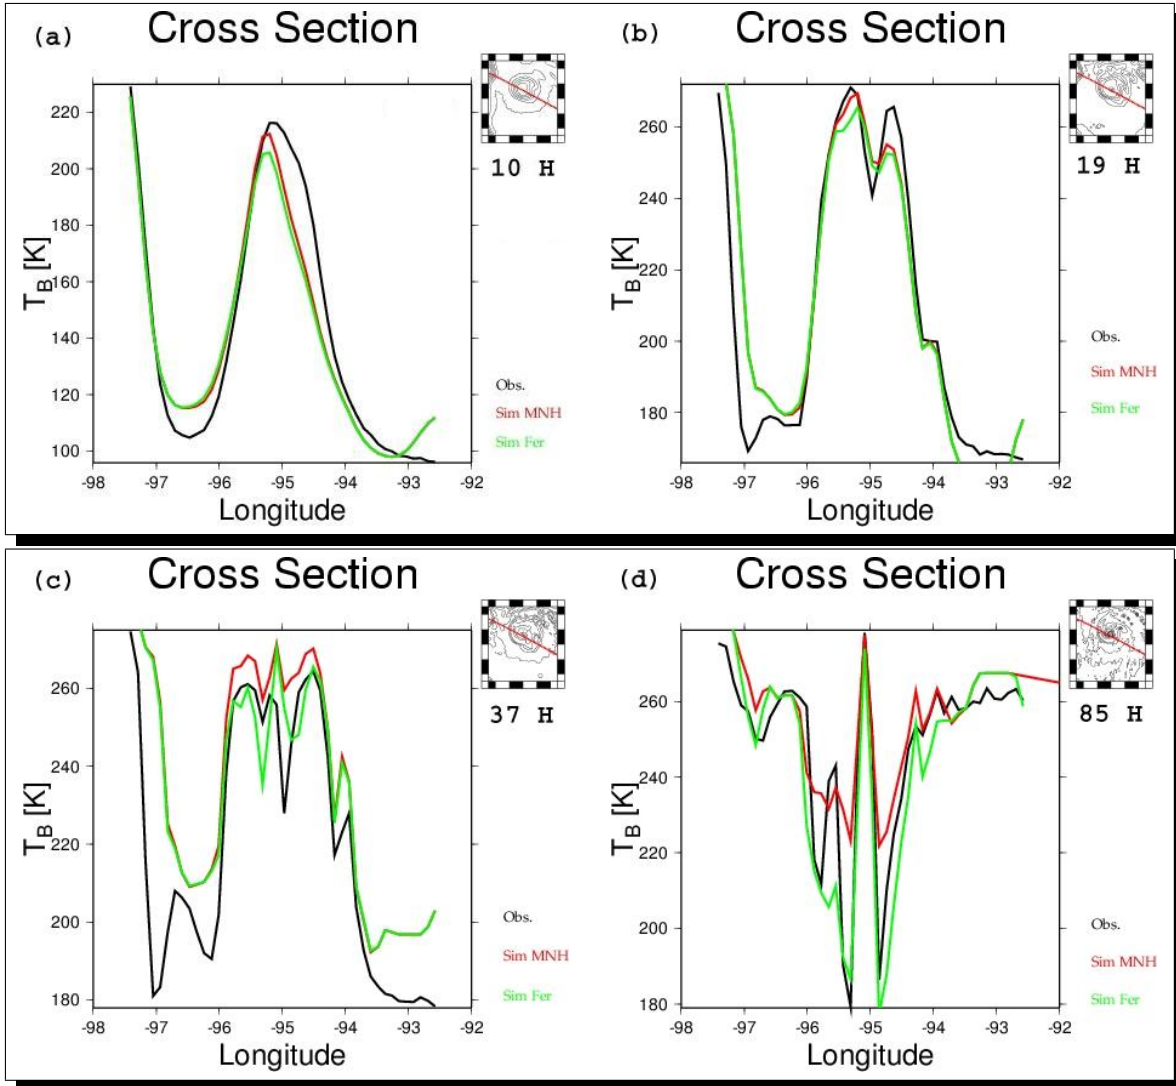 (a) Cross Section
10 H
220
200
180
160
140
120
100
T_B [K]
-98 -97 -96 -95 -94 -93 -92
Longitude
Obs.
Sim MNH
Sim Fer
(b) Cross Section
19 H
260
240
220
200
180
T_B [K]
-98 -97 -96 -95 -94 -93 -92
Longitude
Obs.
Sim MNH
Sim Fer
(c) Cross Section
37 H
260
240
220
200
180
T_B [K]
-98 -97 -96 -95 -94 -93 -92
Longitude
Obs.
Sim MNH
Sim Fer
(d) Cross Section
85 H
260
240
220
200
180
T_B [K]
-98 -97 -96 -95 -94 -93 -92
Longitude
Obs.
Sim MNH
Sim Fer